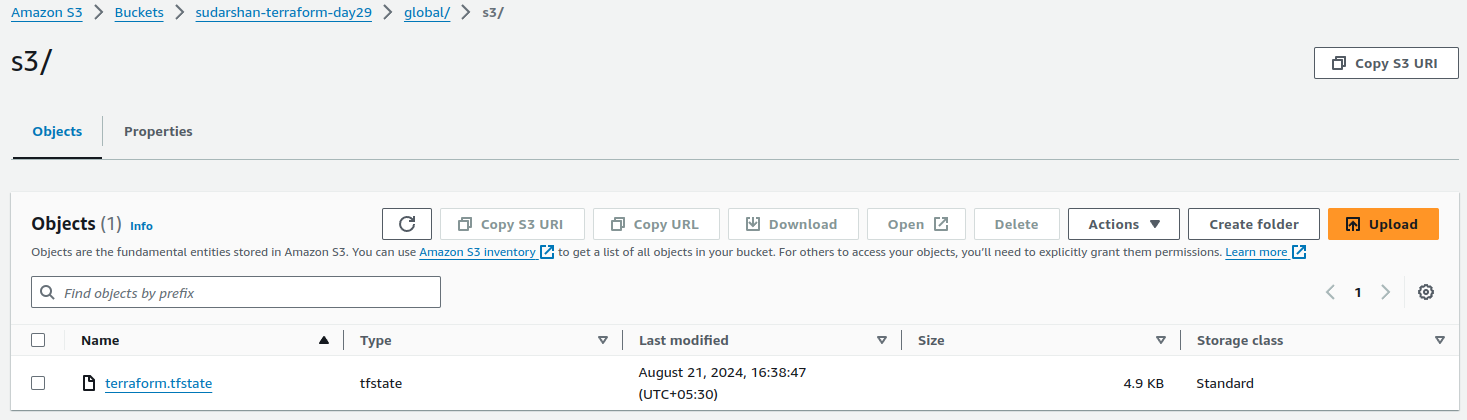 Amazon S3 > Buckets > sudarshan-terraform-day29 > global/ > s3/
s3/
Copy S3 URI
Objects
Properties
Objects (1) Info
Copy S3 URI
Copy URL
Download
Open
Delete
Actions
Create folder
Upload
Objects are the fundamental entities stored in Amazon S3. You can use Amazon S3 inventory to get a list of all objects in your bucket. For others to access your objects, you'll need to explicitly grant them permissions. Learn more
Find objects by prefix
1
Name Type Last modified Size Storage class
terraform.tfstate tfstate August 21, 2024, 16:38:47 4.9 KB Standard
(UTC+05:30)